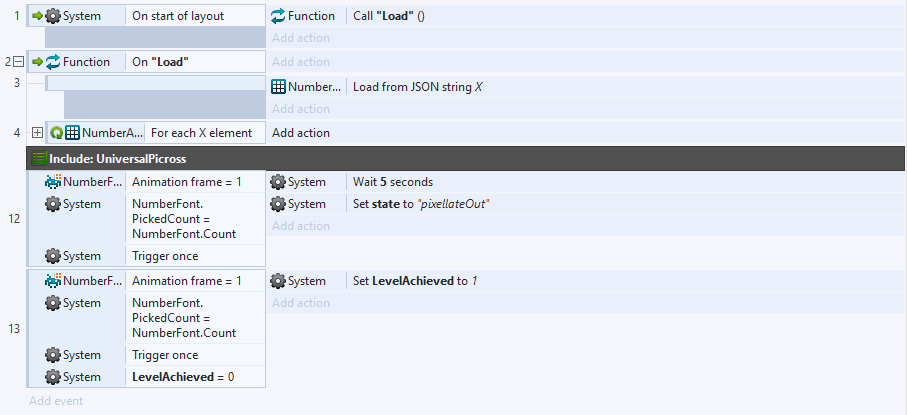 1 System On start of layout Function Call "Load" ()
Add action
2 Function On "Load" Add action
3 Number... Load from JSON string X
Add action
4 NumberA... For each X element Add action
Include: UniversalPicross
NumberF... Animation frame = 1 System Wait 5 seconds
12 System NumberFont. System Set state to "pixellateOut"
PickedCount = Add action
NumberFont.Count
System Trigger once
NumberF... Animation frame = 1 System Set LevelAchieved to 1
System NumberFont. Add action
PickedCount =
13 NumberFont.Count
System Trigger once
System LevelAchieved = 0
Add event